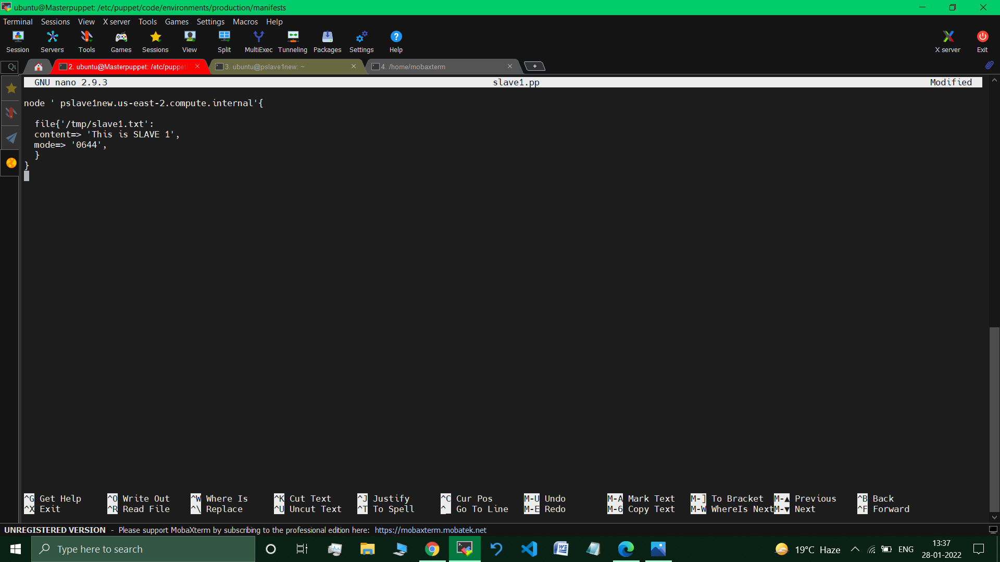 ubuntu@Masterpuppet: /etc/puppet/code/environments/production/manifests
Terminal Sessions View X server Tools Games Settings Macros Help
Session Servers Tools Games Sessions View Split MultiExec Tunneling Packages Settings Help X server Exit
Qu 2. ubuntu@Masterpuppet: /etc/puppet 3. ubuntu@pslave1new: ~ 4. /home/mobaxterm
GNU nano 2.9.3 slave1.pp Modified
node ' pslave1new.us-east-2.compute.internal'{
file{'/tmp/slave1.txt':
content=> 'This is SLAVE 1',
mode=> '0644',
}
}
^G Get Help ^O Write Out ^W Where Is ^K Cut Text ^J Justify ^C Cur Pos M-U Undo M-A Mark Text M-] To Bracket M-▲ Previous ^B Back
^X Exit ^R Read File ^\ Replace ^U Uncut Text ^T To Spell ^_ Go To Line M-E Redo M-6 Copy Text M-W WhereIs Next M-▼ Next ^F Forward
UNREGISTERED VERSION - Please support MobaXterm by subscribing to the professional edition here: https://mobaxterm.mobatek.net
Type here to search 19°C Haze ENG 13:37
28-01-2022